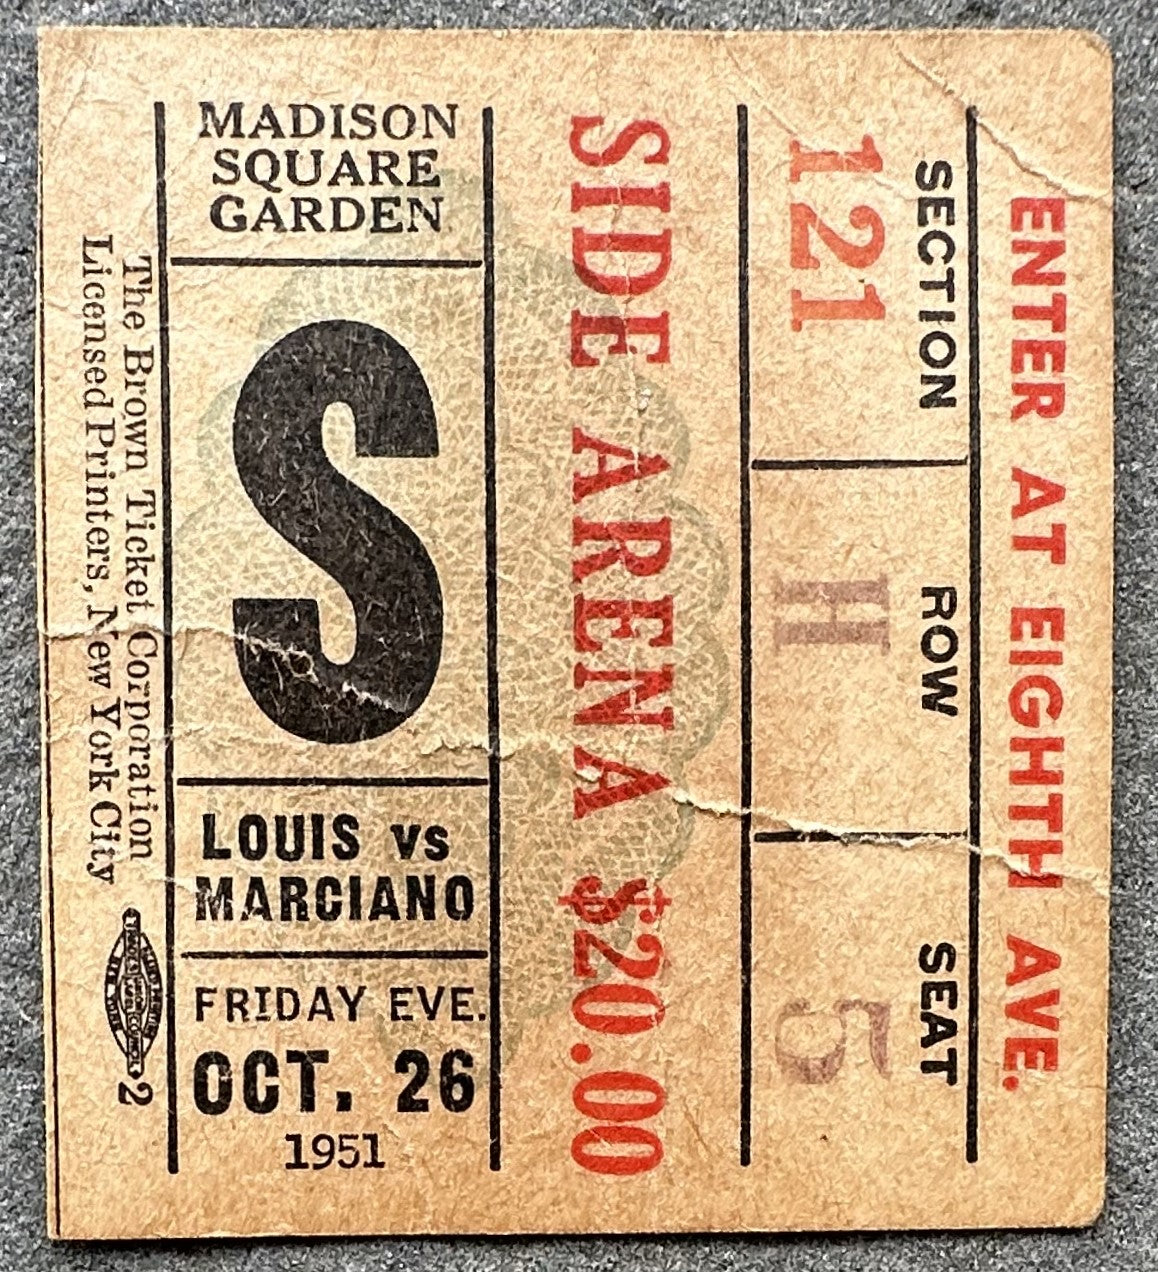 MADISON
SQUARE
GARDEN
S
LOUIS vs
MARCIANO
FRIDAY EVE.
OCT. 26
1951
ENTER AT EIGHTH AVE.
SECTION ROW SEAT
121 H 5
SIDE ARENA $20.00
The Brown Ticket Corporation
Licensed Printers, New York City
2